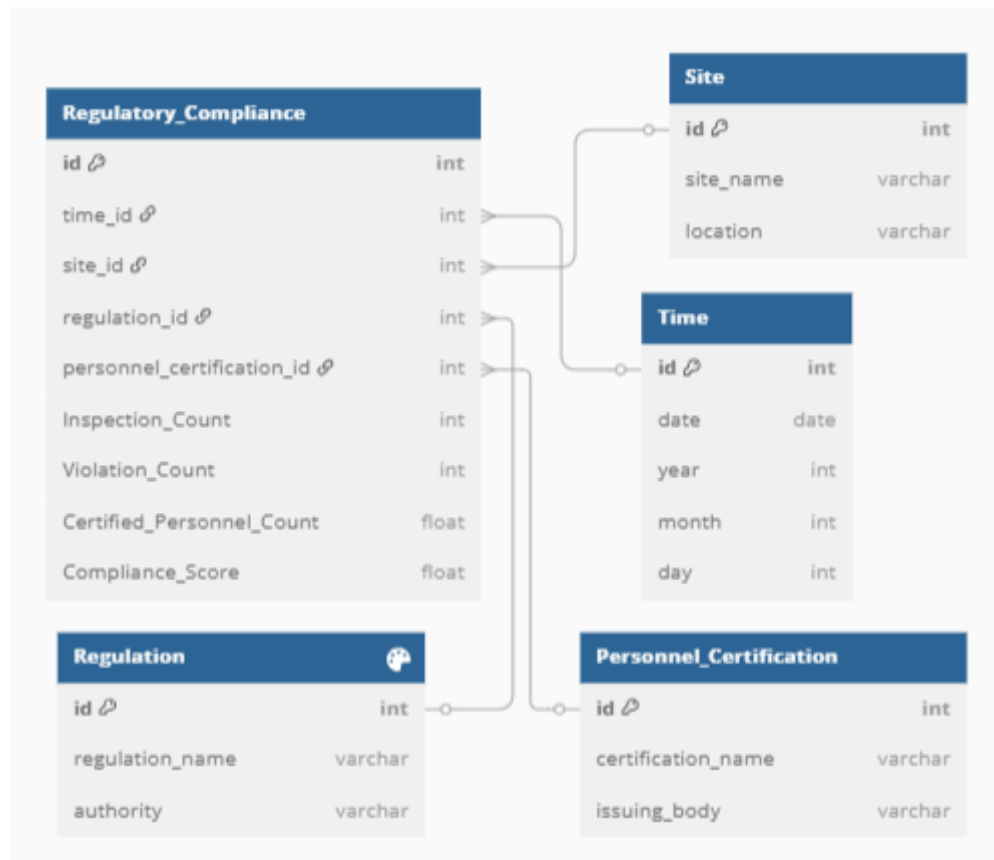 Regulatory_Compliance
id int
time_id int
site_id int
regulation_id int
personnel_certification_id int
Inspection_Count int
Violation_Count int
Certified_Personnel_Count float
Compliance_Score float
Site
id int
site_name varchar
location varchar
Time
id int
date date
year int
month int
day int
Regulation
id int
regulation_name varchar
authority varchar
Personnel_Certification
id int
certification_name varchar
issuing_body varchar